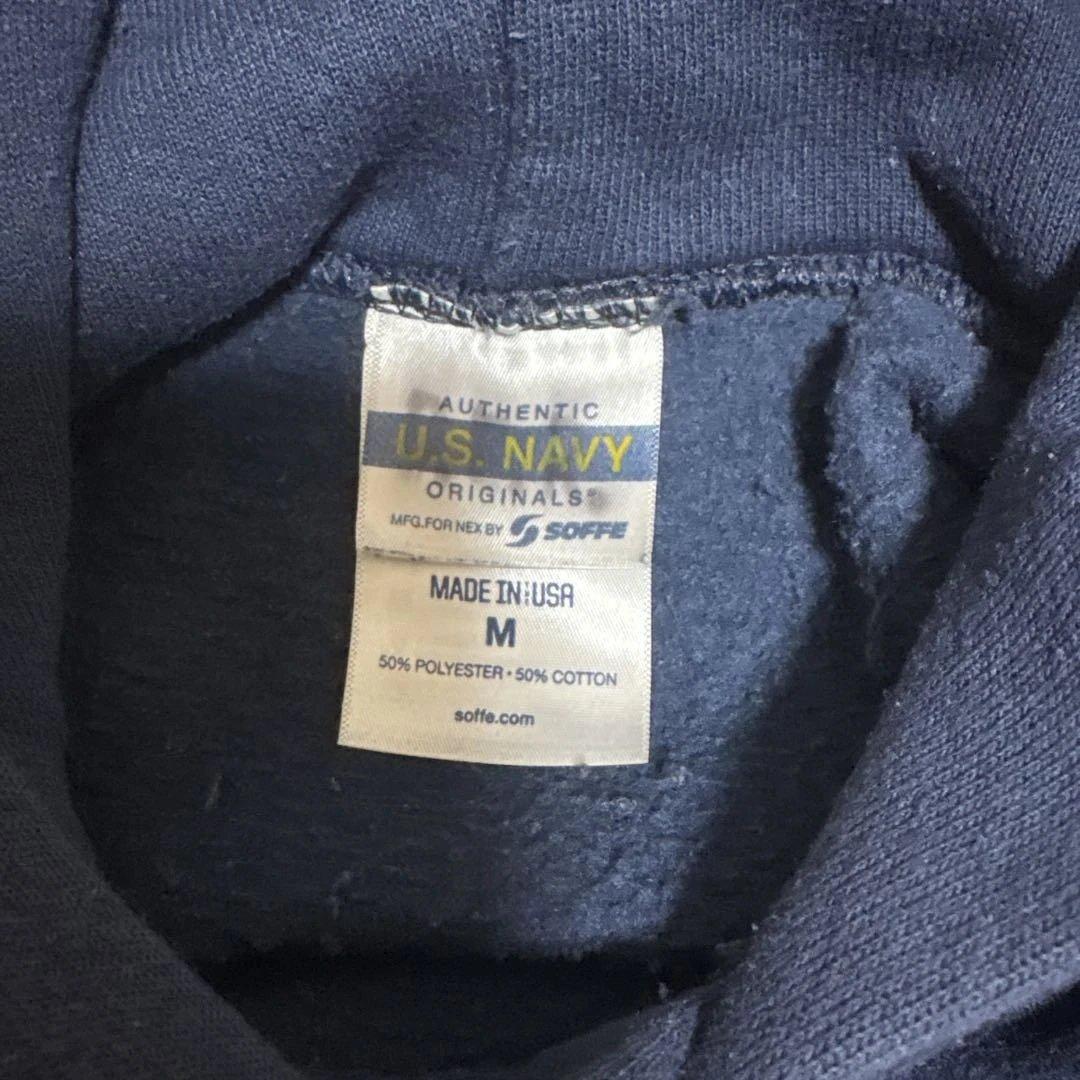 AUTHENTIC
U.S. NAVY
ORIGINALS®
MFG.FOR NEX BY SOFFE
MADE IN USA
M
50% POLYESTER • 50% COTTON
soffe.com